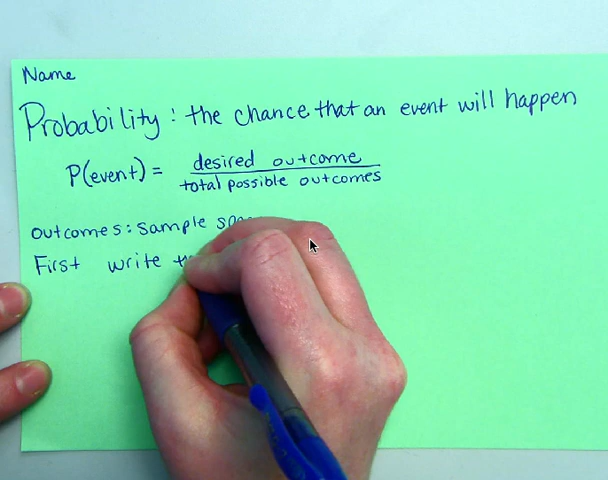 Name
Probability : the chance that an event will happen
P(event) = desired outcome
total possible outcomes
outcomes: sample
First write